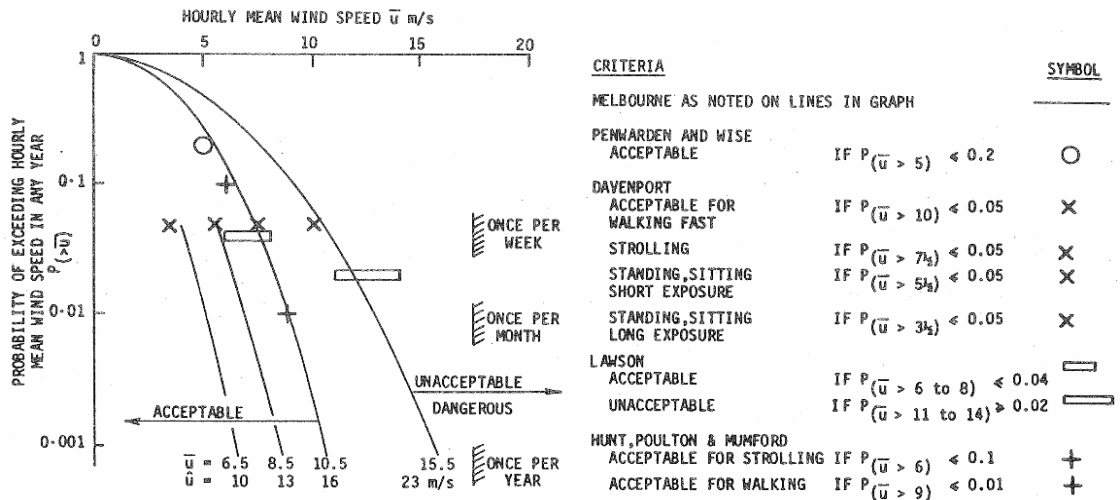 HOURLY MEAN WIND SPEED u̅ m/s
0 5 10 15 20
1
0·1
0·01
0·001
PROBABILITY OF EXCEEDING HOURLY
MEAN WIND SPEED IN ANY YEAR
P(>u̅)
ONCE PER
WEEK
ONCE PER
MONTH
UNACCEPTABLE
DANGEROUS
ACCEPTABLE
ONCE PER
YEAR
u̅ = 6.5 8.5 10.5 15.5
û = 10 13 16 23 m/s
CRITERIA SYMBOL
MELBOURNE AS NOTED ON LINES IN GRAPH
PENWARDEN AND WISE
ACCEPTABLE IF P(u̅ > 5) ⩽ 0.2
DAVENPORT
ACCEPTABLE FOR
WALKING FAST IF P(u̅ > 10) ⩽ 0.05
STROLLING IF P(u̅ > 7½) ⩽ 0.05
STANDING,SITTING
SHORT EXPOSURE IF P(u̅ > 5½) ⩽ 0.05
STANDING,SITTING
LONG EXPOSURE IF P(u̅ > 3½) ⩽ 0.05
LAWSON
ACCEPTABLE IF P(u̅ > 6 to 8) ⩽ 0.04
UNACCEPTABLE IF P(u̅ > 11 to 14) ⩾ 0.02
HUNT,POULTON & MUMFORD
ACCEPTABLE FOR STROLLING IF P(u̅ > 6) ⩽ 0.1
ACCEPTABLE FOR WALKING IF P(u̅ > 9) ⩽ 0.01